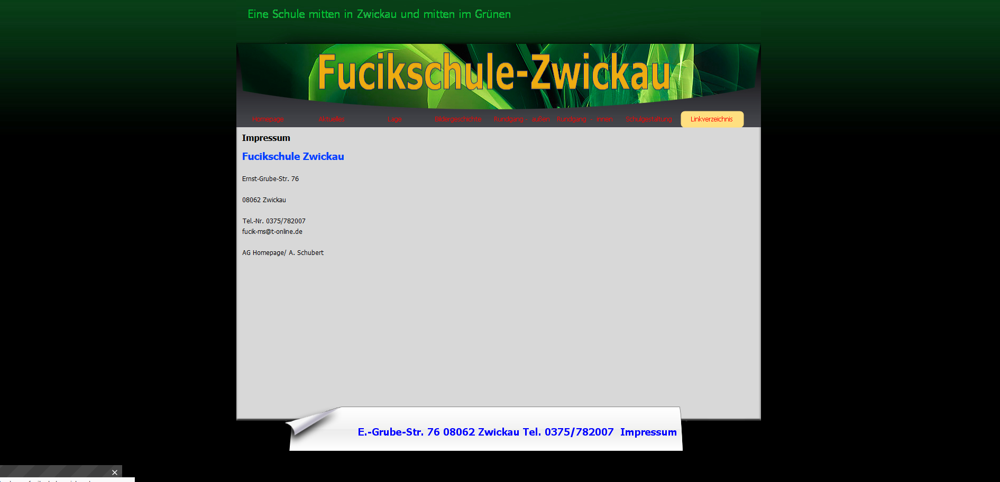 Eine Schule mitten in Zwickau und mitten im Grünen
Fucikschule-Zwickau
Homepage Aktuelles Lage Bildergeschichte Rundgang - außen Rundgang - innen Schulgestaltung Linkverzeichnis
Impressum
Fucikschule Zwickau
Ernst-Grube-Str. 76
08062 Zwickau
Tel.-Nr. 0375/782007
fucik-ms@t-online.de
AG Homepage/ A. Schubert
E.-Grube-Str. 76 08062 Zwickau Tel. 0375/782007 Impressum